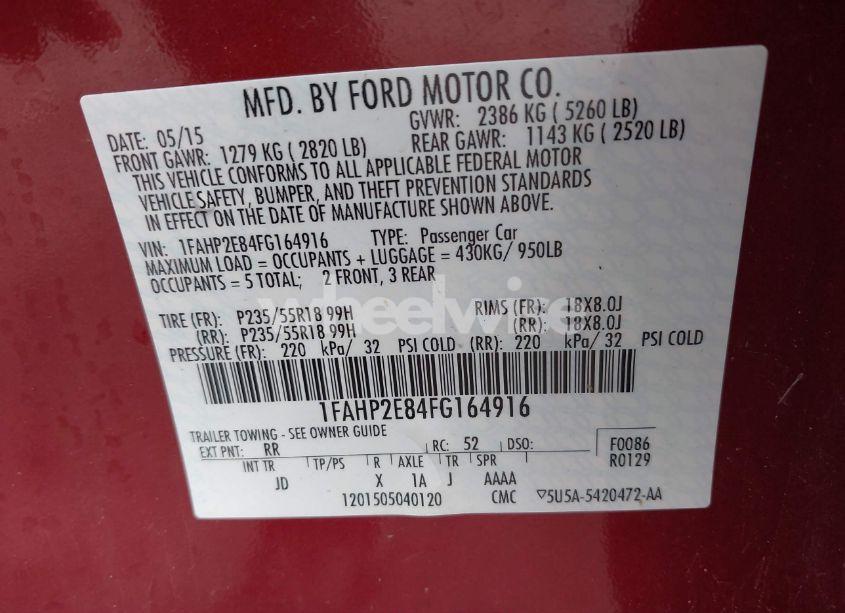 MFD. BY FORD MOTOR CO.
DATE: 05/15 GVWR: 2386 KG ( 5260 LB)
FRONT GAWR: 1279 KG ( 2820 LB) REAR GAWR: 1143 KG ( 2520 LB)
THIS VEHICLE CONFORMS TO ALL APPLICABLE FEDERAL MOTOR
VEHICLE SAFETY, BUMPER, AND THEFT PREVENTION STANDARDS
IN EFFECT ON THE DATE OF MANUFACTURE SHOWN ABOVE.
VIN: 1FAHP2E84FG164916 TYPE: Passenger Car
MAXIMUM LOAD = OCCUPANTS + LUGGAGE = 430KG/ 950LB
OCCUPANTS = 5 TOTAL; 2 FRONT, 3 REAR
wheelwire
TIRE (FR): P235/55R18 99H RIMS (FR): 18X8.0J
(RR): P235/55R18 99H (RR): 18X8.0J
PRESSURE (FR): 220 kPa/ 32 PSI COLD (RR): 220 kPa/ 32 PSI COLD
1FAHP2E84FG164916
TRAILER TOWING - SEE OWNER GUIDE
EXT PNT: RR RC: 52 DSO: F0086
INT TR TP/PS R AXLE TR SPR R0129
JD X 1A J AAAA
1201505040120 CMC ▽5U5A-5420472-AA